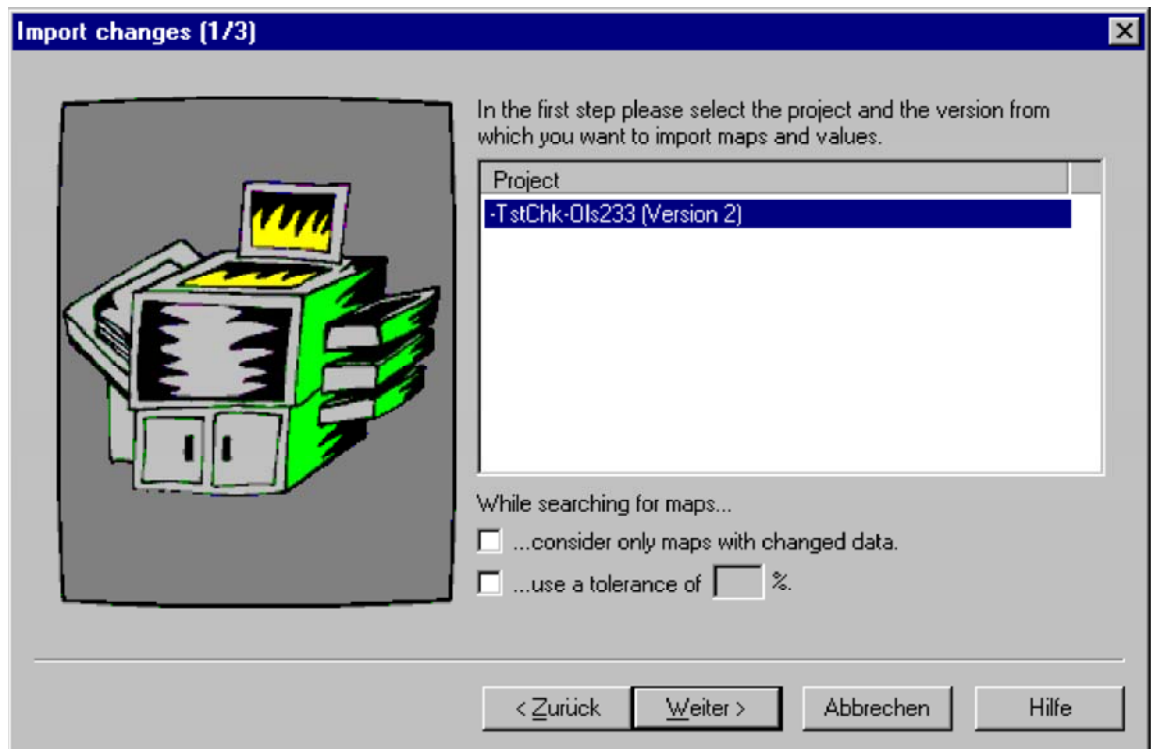 Import changes (1/3)
In the first step please select the project and the version from
which you want to import maps and values.
Project
-TstChk-Ols233 (Version 2)
While searching for maps...
...consider only maps with changed data.
...use a tolerance of %.
< Zurück Weiter > Abbrechen Hilfe